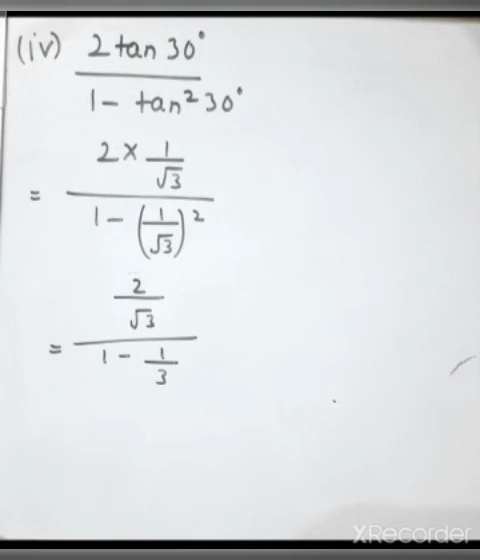 (iv) 2 tan 30°
1 - tan² 30°
2 × 1/√3
= 1 - (1/√3)²
2/√3
= 1 - 1/3
XRecorder